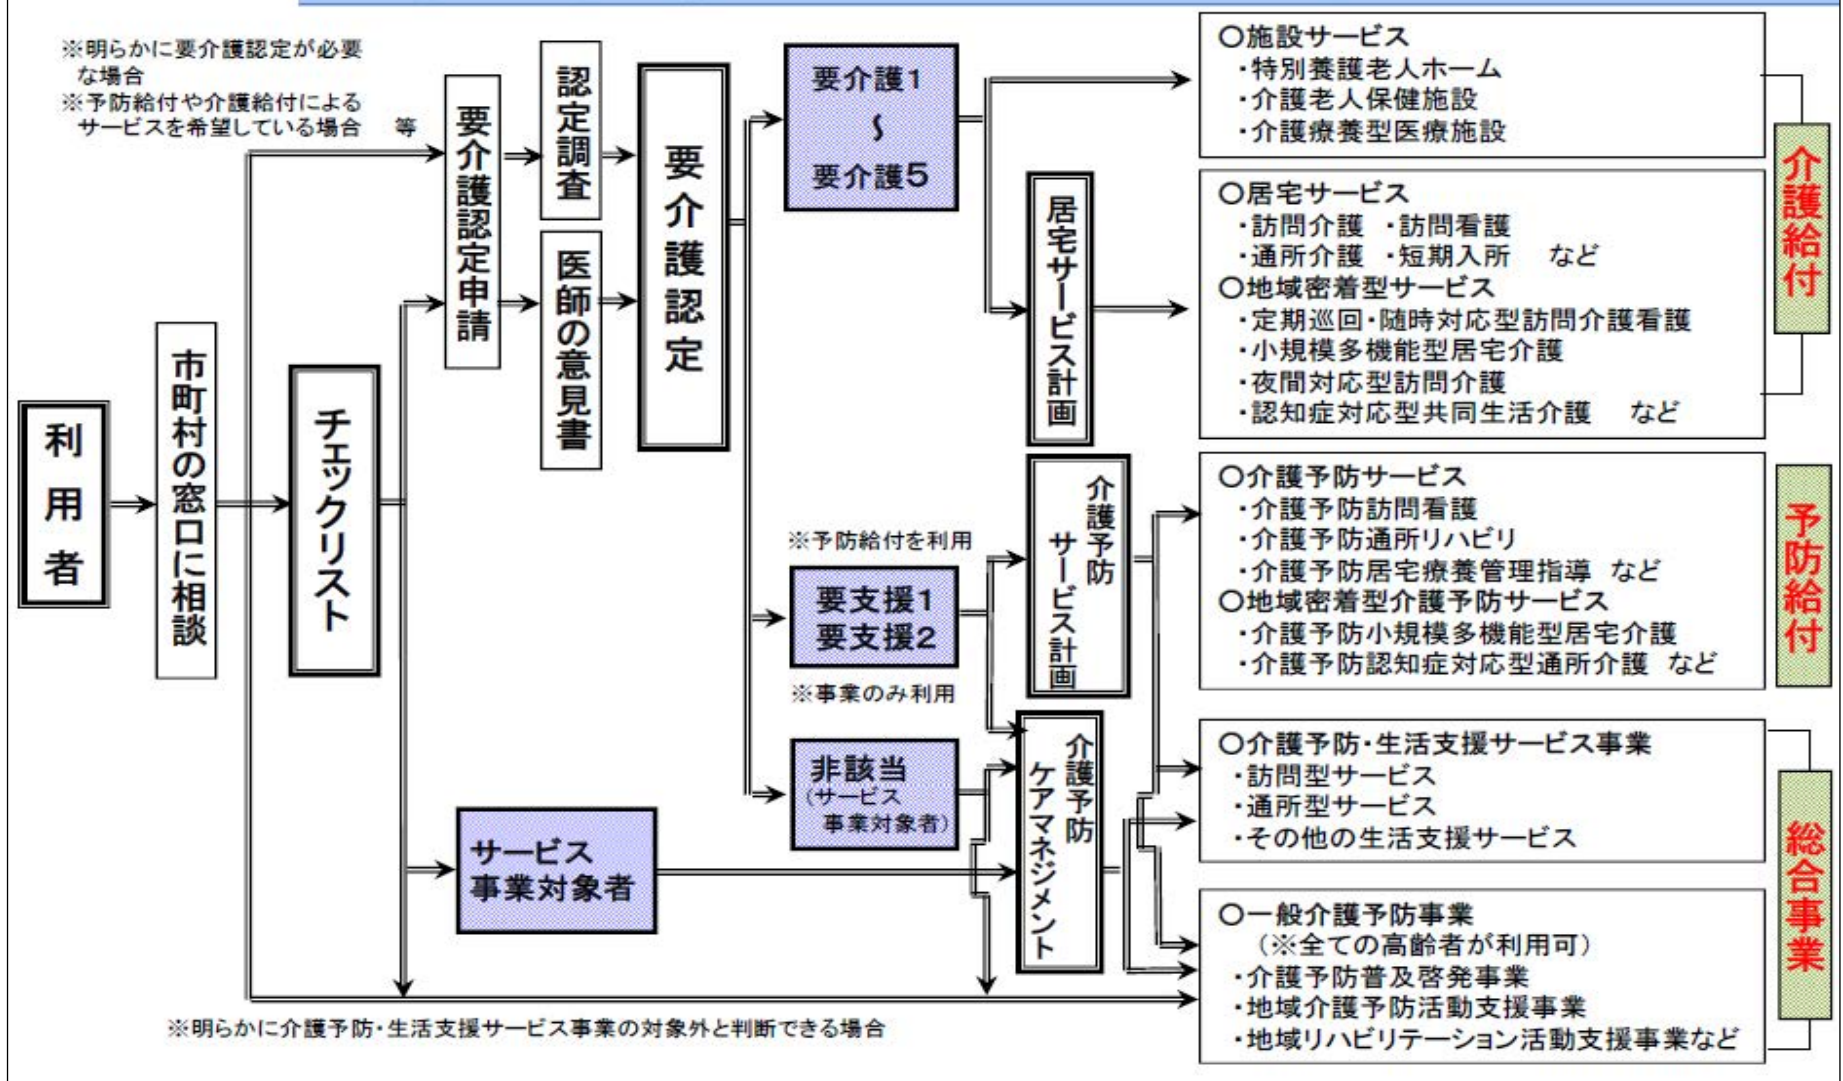 ※明らかに要介護認定が必要
な場合
※予防給付や介護給付による
サービスを希望している場合　等
利用者
市町村の窓口に相談
チェックリスト
要介護認定申請
認定調査
医師の意見書
要介護認定
要介護1
～
要介護5
※予防給付を利用
要支援1
要支援2
※事業のみ利用
非該当
(サービス
事業対象者)
サービス
事業対象者
居宅サービス計画
介護予防
サービス計画
介護予防
ケアマネジメント
○施設サービス
・特別養護老人ホーム
・介護老人保健施設
・介護療養型医療施設
○居宅サービス
・訪問介護　・訪問看護
・通所介護　・短期入所　など
○地域密着型サービス
・定期巡回・随時対応型訪問介護看護
・小規模多機能型居宅介護
・夜間対応型訪問介護
・認知症対応型共同生活介護　など
介護給付
○介護予防サービス
・介護予防訪問看護
・介護予防通所リハビリ
・介護予防居宅療養管理指導　など
○地域密着型介護予防サービス
・介護予防小規模多機能型居宅介護
・介護予防認知症対応型通所介護　など
予防給付
○介護予防・生活支援サービス事業
・訪問型サービス
・通所型サービス
・その他の生活支援サービス
○一般介護予防事業
（※全ての高齢者が利用可）
・介護予防普及啓発事業
・地域介護予防活動支援事業
・地域リハビリテーション活動支援事業など
総合事業
※明らかに介護予防・生活支援サービス事業の対象外と判断できる場合